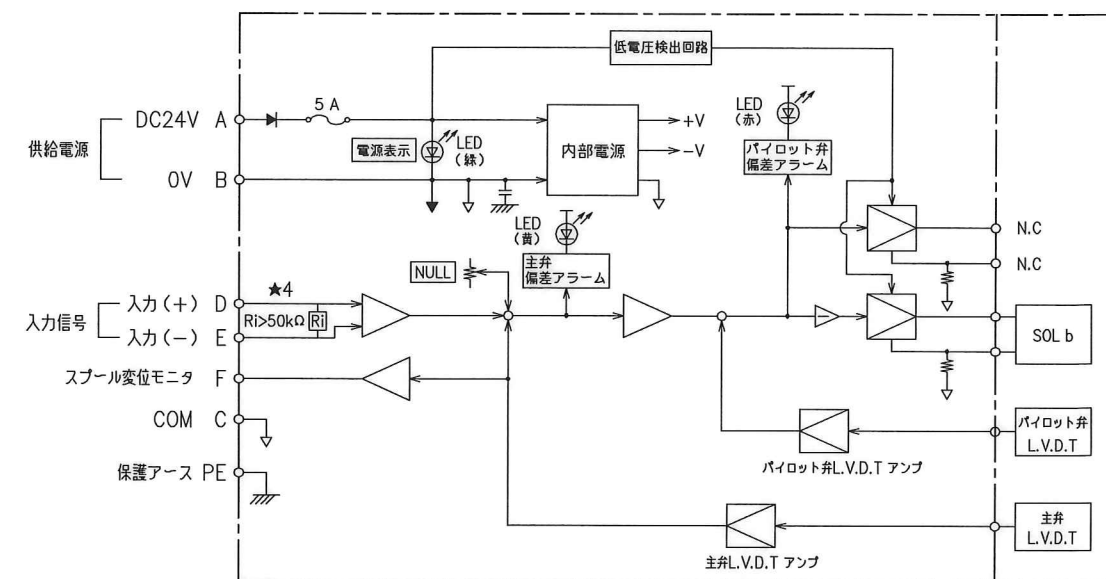 低電圧検出回路
5 A
DC24V A
供給電源
0V B
電源表示
LED
(緑)
内部電源
+V
-V
LED
(赤)
パイロット弁
偏差アラーム
LED
(黄)
主弁
偏差アラーム
NULL
N.C
N.C
★4
入力(+) D
入力信号
Ri>50kΩ Ri
入力(-) E
SOL b
スプール変位モニタ F
COM C
保護アース PE
パイロット弁
L.V.D.T
パイロット弁L.V.D.T アンプ
主弁
L.V.D.T
主弁L.V.D.T アンプ